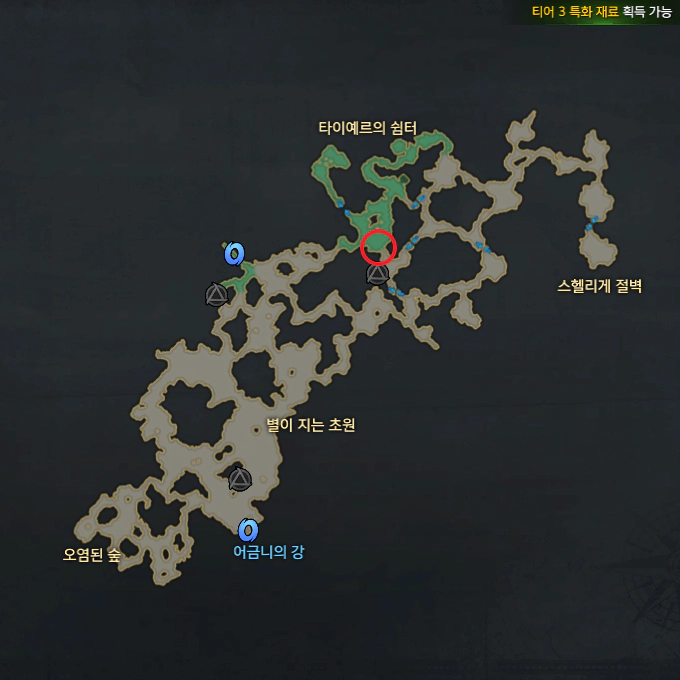 티어 3 특화 재료 획득 가능
타이예르의 쉼터
스헬리게 절벽
별이 지는 초원
오염된 숲
어금니의 강